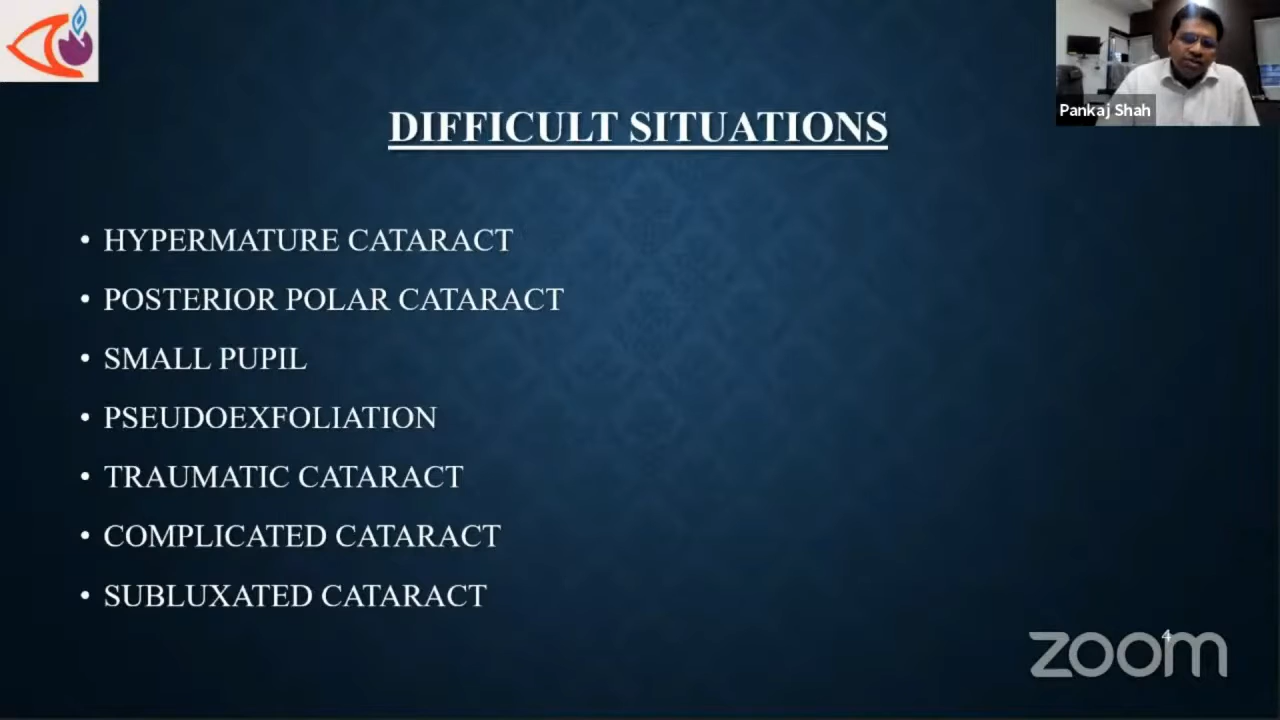 Pankaj Shah
DIFFICULT SITUATIONS
• HYPERMATURE CATARACT
• POSTERIOR POLAR CATARACT
• SMALL PUPIL
• PSEUDOEXFOLIATION
• TRAUMATIC CATARACT
• COMPLICATED CATARACT
• SUBLUXATED CATARACT
4
zoom